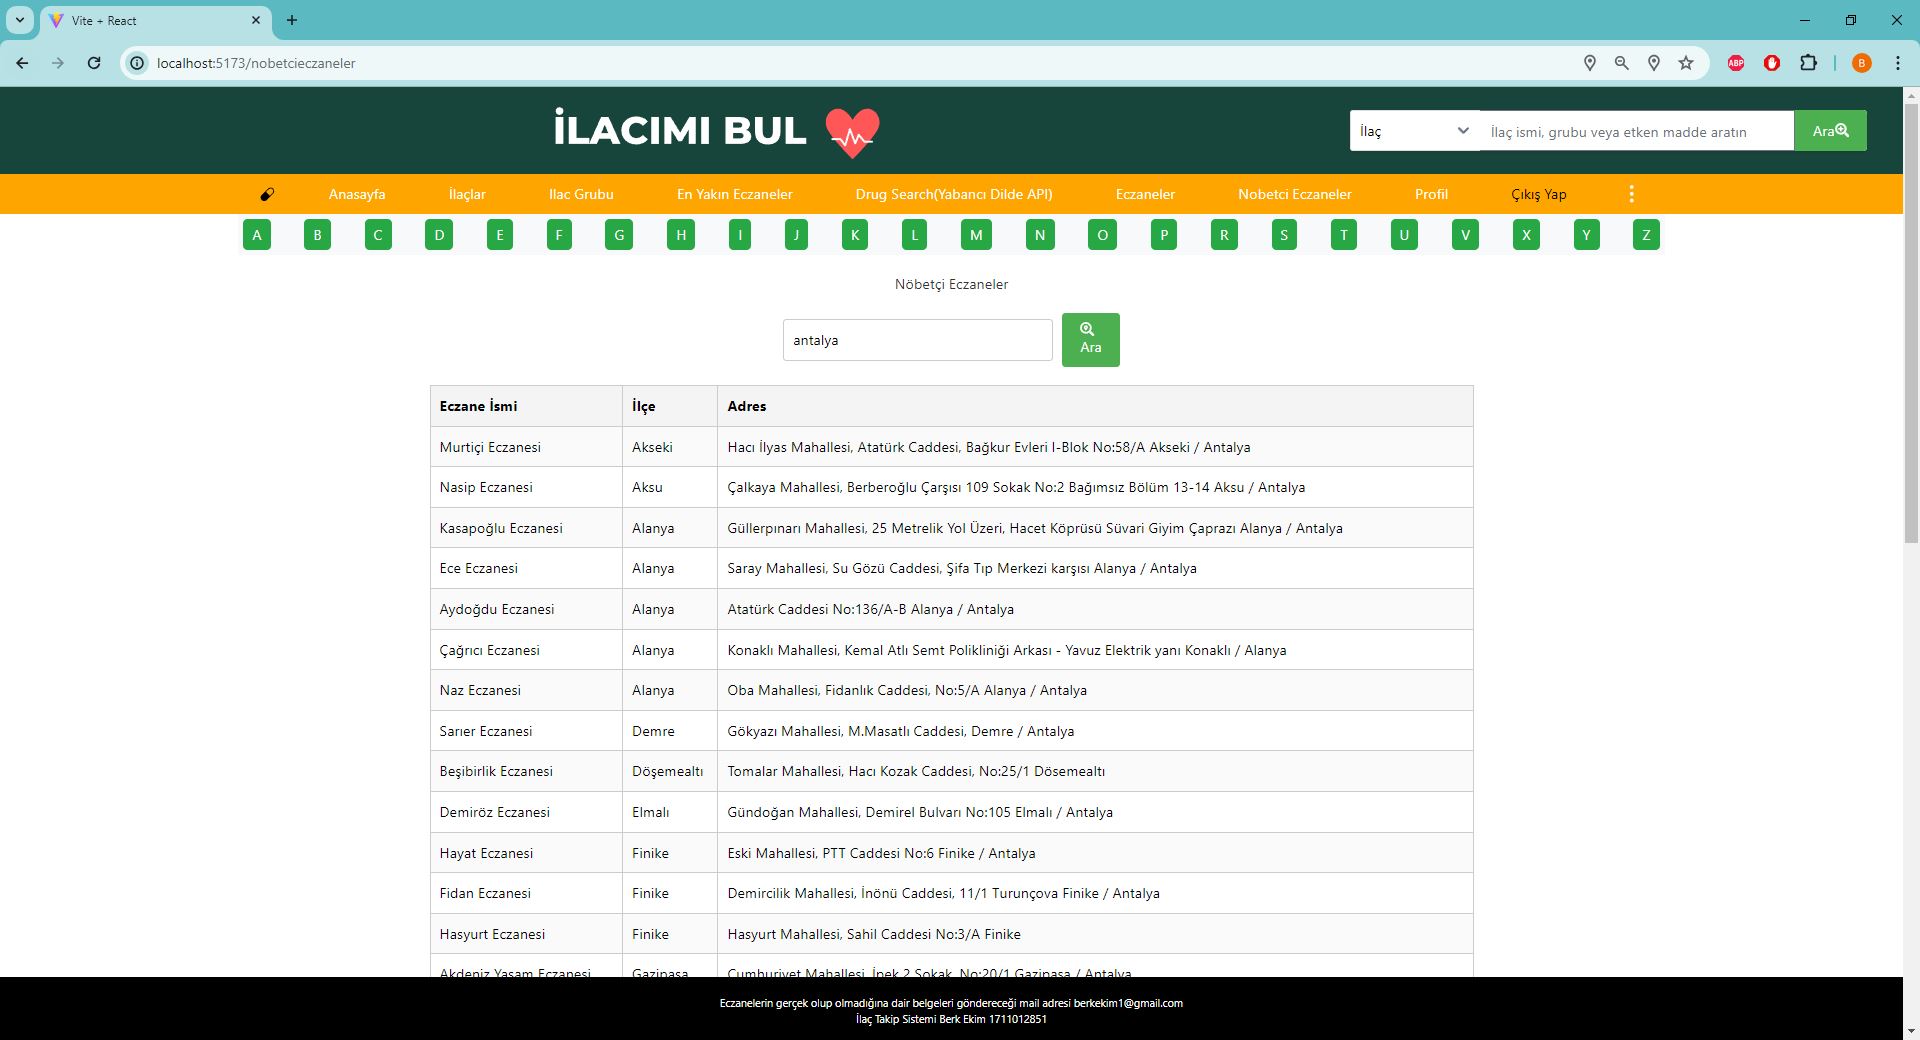 Vite + React
localhost:5173/nobetcieczaneler
ABP
B
İLACIMI BUL
İlaç
İlaç ismi, grubu veya etken madde aratın
Ara
Anasayfa İlaçlar Ilac Grubu En Yakın Eczaneler Drug Search(Yabancı Dilde API) Eczaneler Nobetci Eczaneler Profil Çıkış Yap
A B C D E F G H I J K L M N O P R S T U V X Y Z
Nöbetçi Eczaneler
antalya
Ara
Eczane İsmi İlçe Adres
Murtiçi Eczanesi Akseki Hacı İlyas Mahallesi, Atatürk Caddesi, Bağkur Evleri I-Blok No:58/A Akseki / Antalya
Nasip Eczanesi Aksu Çalkaya Mahallesi, Berberoğlu Çarşısı 109 Sokak No:2 Bağımsız Bölüm 13-14 Aksu / Antalya
Kasapoğlu Eczanesi Alanya Güllerpınarı Mahallesi, 25 Metrelik Yol Üzeri, Hacet Köprüsü Süvari Giyim Çaprazı Alanya / Antalya
Ece Eczanesi Alanya Saray Mahallesi, Su Gözü Caddesi, Şifa Tıp Merkezi karşısı Alanya / Antalya
Aydoğdu Eczanesi Alanya Atatürk Caddesi No:136/A-B Alanya / Antalya
Çağrıcı Eczanesi Alanya Konaklı Mahallesi, Kemal Atlı Semt Polikliniği Arkası - Yavuz Elektrik yanı Konaklı / Alanya
Naz Eczanesi Alanya Oba Mahallesi, Fidanlık Caddesi, No:5/A Alanya / Antalya
Sarıer Eczanesi Demre Gökyazı Mahallesi, M.Masatlı Caddesi, Demre / Antalya
Beşibirlik Eczanesi Döşemealtı Tomalar Mahallesi, Hacı Kozak Caddesi, No:25/1 Dösemealtı
Demiröz Eczanesi Elmalı Gündoğan Mahallesi, Demirel Bulvarı No:105 Elmalı / Antalya
Hayat Eczanesi Finike Eski Mahallesi, PTT Caddesi No:6 Finike / Antalya
Fidan Eczanesi Finike Demircilik Mahallesi, İnönü Caddesi, 11/1 Turunçova Finike / Antalya
Hasyurt Eczanesi Finike Hasyurt Mahallesi, Sahil Caddesi No:3/A Finike
Akdeniz Yaşam Eczanesi Gazipaşa Cumhuriyet Mahallesi, İpek 2 Sokak, No:20/1 Gazipaşa / Antalya
Eczanelerin gerçek olup olmadığına dair belgeleri göndereceği mail adresi berkekim1@gmail.com
İlaç Takip Sistemi Berk Ekim 1711012851